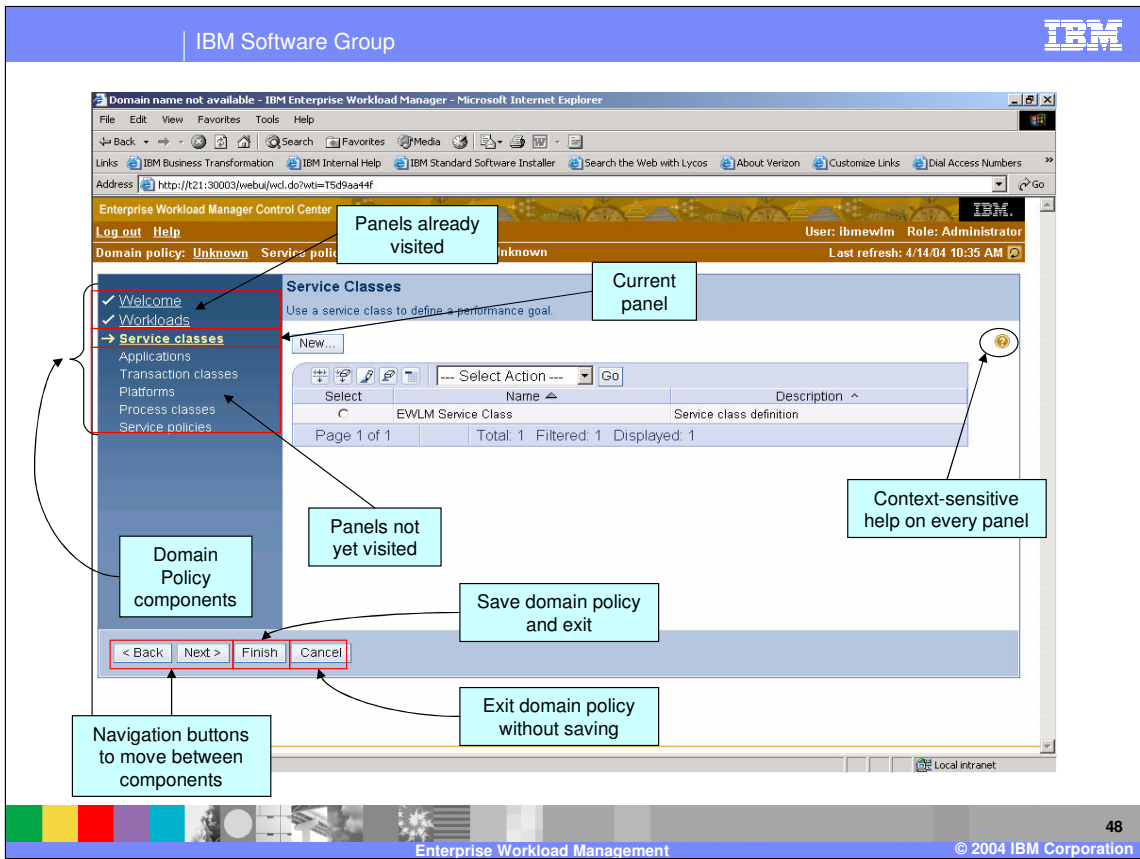 IBM Software Group
IBM
Domain name not available - IBM Enterprise Workload Manager - Microsoft Internet Explorer
File Edit View Favorites Tools Help
Back Search Favorites Media
Links IBM Business Transformation IBM Internal Help IBM Standard Software Installer Search the Web with Lycos About Verizon Customize Links Dial Access Numbers »
Address http://t21:30003/webui/wcl.do?wti=T5d9aa44f Go
Enterprise Workload Manager Control Center IBM.
Log out Help User: ibmewlm Role: Administrator
Domain policy: Unknown Service polic nknown Last refresh: 4/14/04 10:35 AM
Panels already
visited
Current
panel
Welcome
Workloads
Service classes
Applications
Transaction classes
Platforms
Process classes
Service policies
Service Classes
Use a service class to define a performance goal.
New...
--- Select Action --- Go
Select Name Description
EWLM Service Class Service class definition
Page 1 of 1 Total: 1 Filtered: 1 Displayed: 1
Context-sensitive
help on every panel
Panels not
yet visited
Domain
Policy
components
Save domain policy
and exit
< Back Next > Finish Cancel
Exit domain policy
without saving
Navigation buttons
to move between
components
Local intranet
48
Enterprise Workload Management
© 2004 IBM Corporation